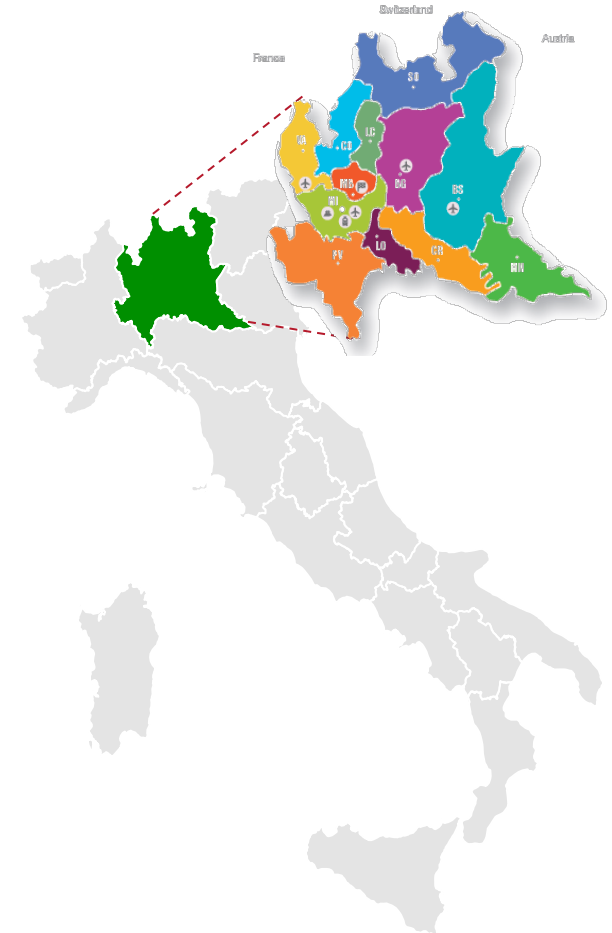 Switzerland
Austria
France
SO
VA
CO
LC
BG
BS
MB
MI
LO
CR
MN
PV